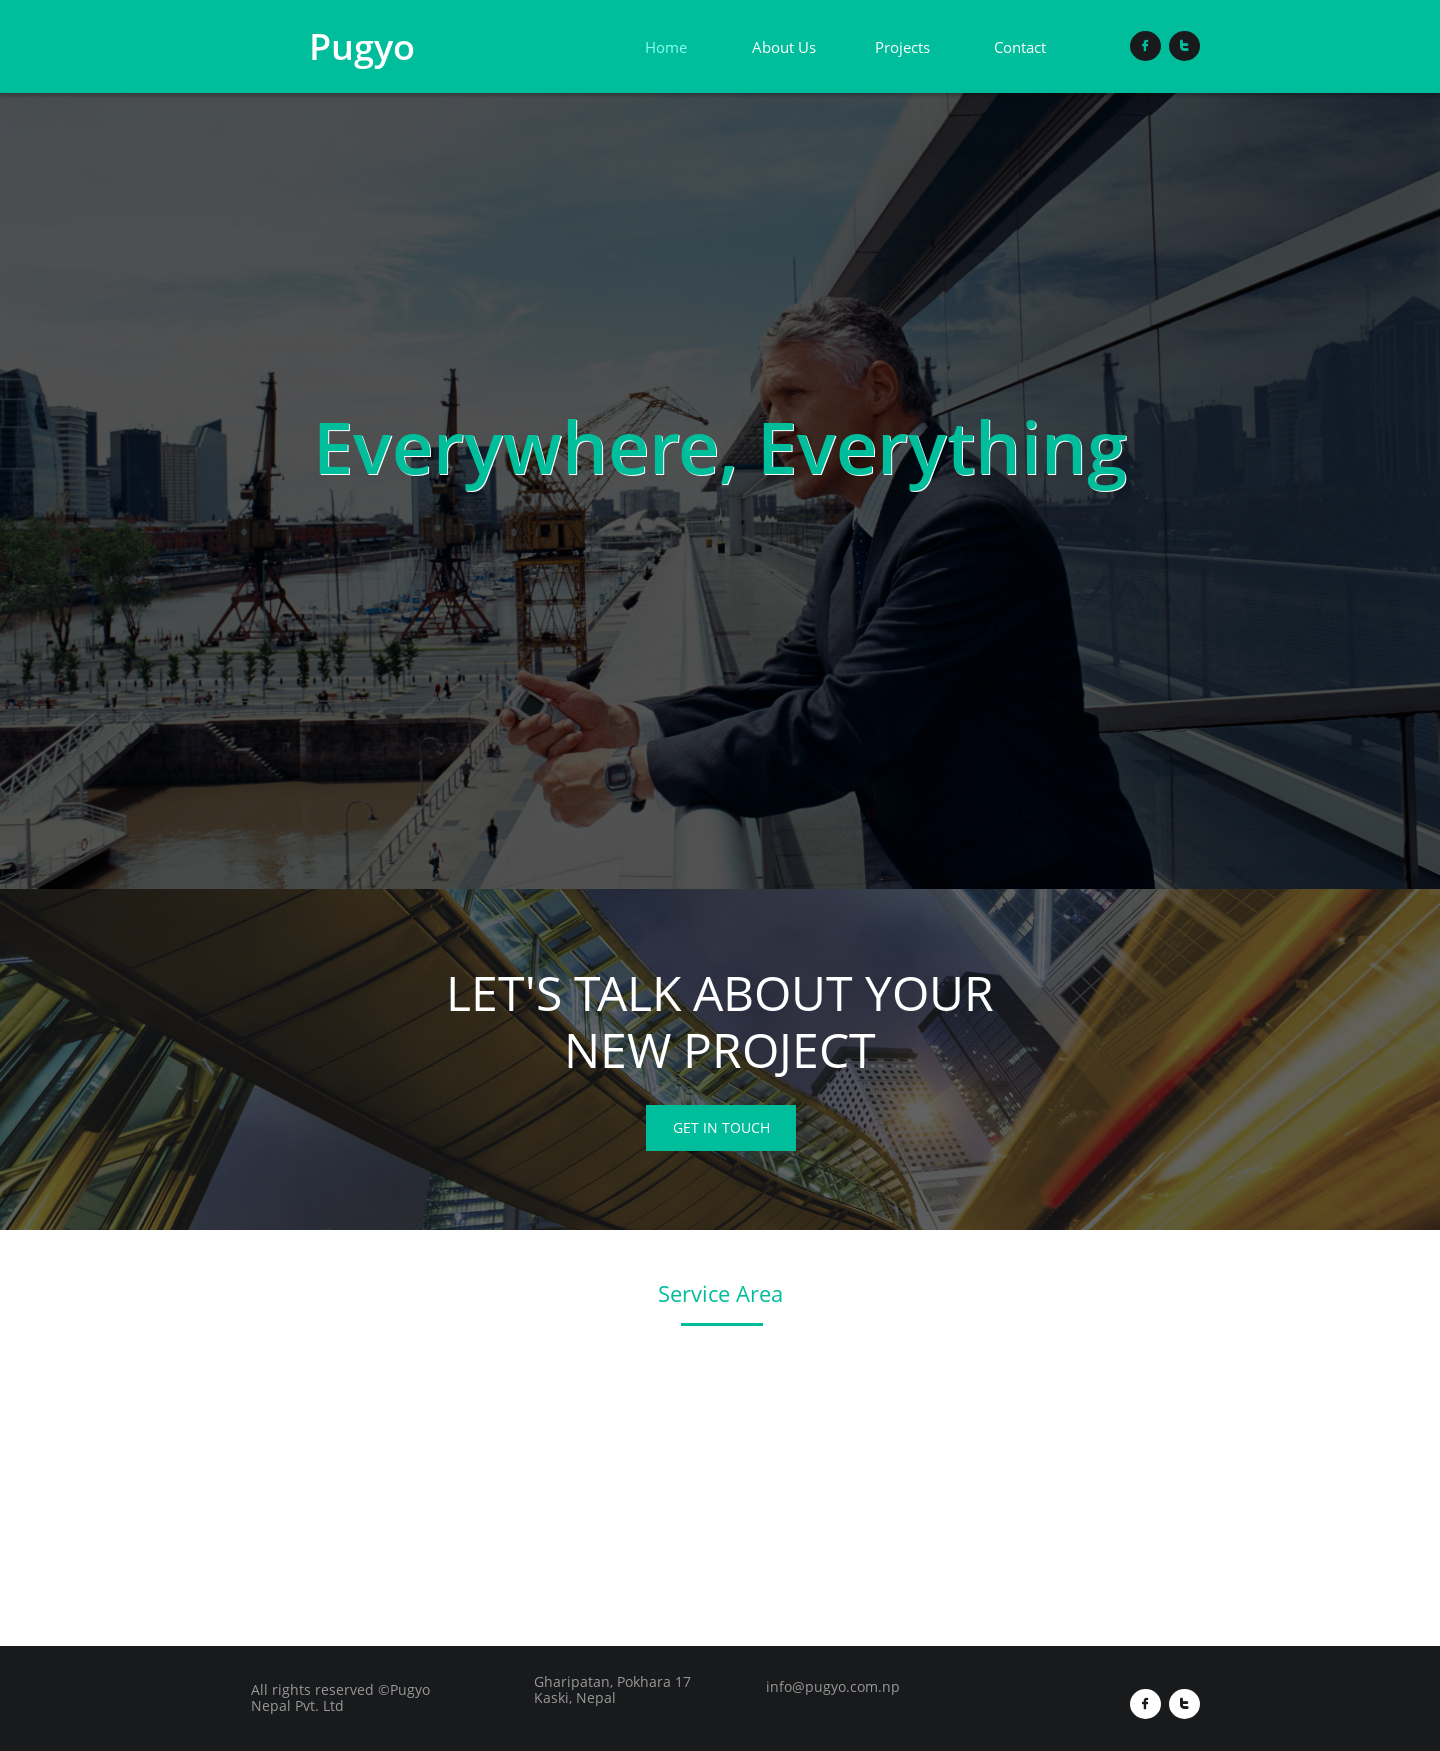 Pugyo
Home
About Us
Projects
Contact
Everywhere, Everything
LET'S TALK ABOUT YOUR
NEW PROJECT
GET IN TOUCH
Service Area
All rights reserved ©Pugyo
Nepal Pvt. Ltd
Gharipatan, Pokhara 17
Kaski, Nepal
info@pugyo.com.np